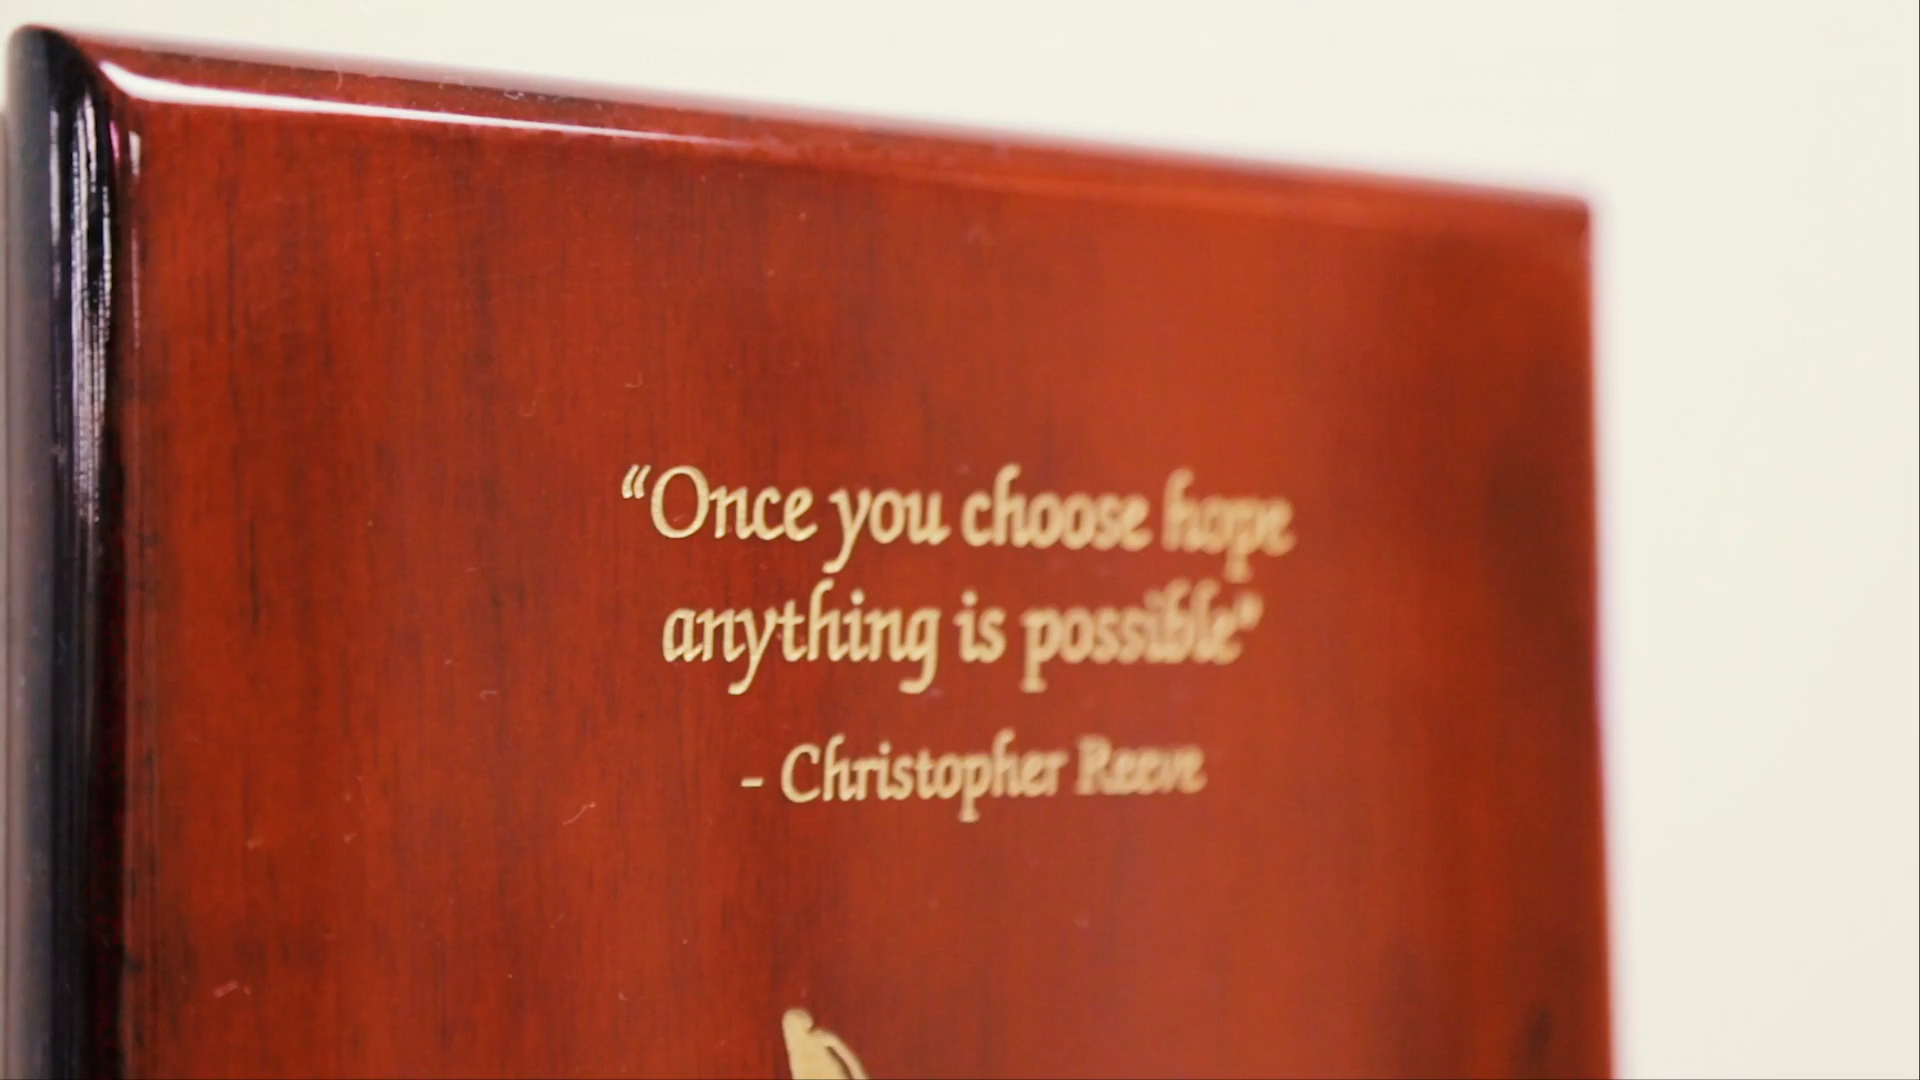 “Once you choose hope
anything is possible”
- Christopher Reeve